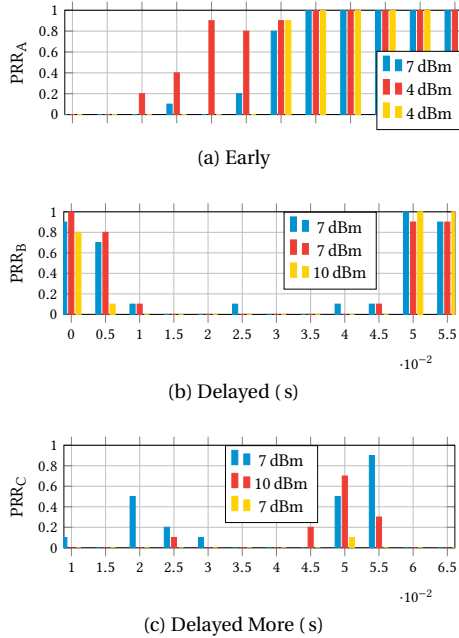 1
0.8
0.6
0.4
0.2
0
PRR_A
7 dBm
4 dBm
4 dBm
(a) Early
1
0.8
0.6
0.4
0.2
0
PRR_B
7 dBm
7 dBm
10 dBm
0 0.5 1 1.5 2 2.5 3 3.5 4 4.5 5 5.5
·10⁻²
(b) Delayed ( s)
1
0.8
0.6
0.4
0.2
0
PRR_C
7 dBm
10 dBm
7 dBm
1 1.5 2 2.5 3 3.5 4 4.5 5 5.5 6 6.5
·10⁻²
(c) Delayed More ( s)